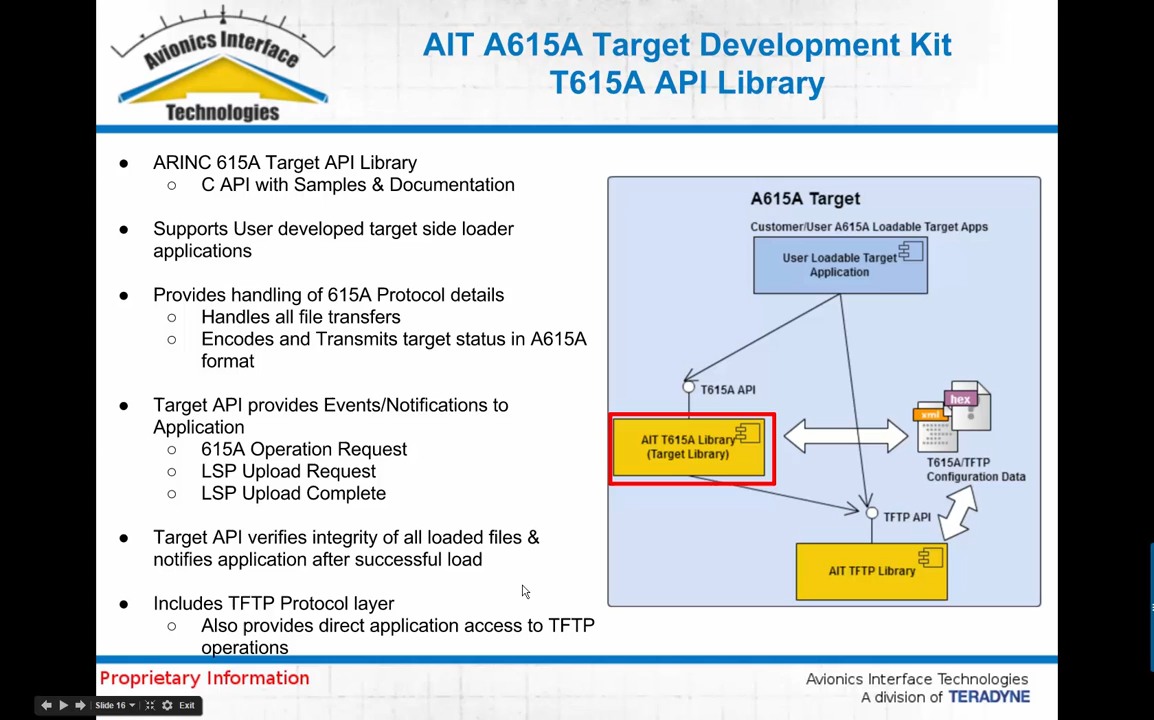 Avionics Interface
Technologies
AIT A615A Target Development Kit
T615A API Library
● ARINC 615A Target API Library
○ C API with Samples & Documentation
● Supports User developed target side loader
applications
● Provides handling of 615A Protocol details
○ Handles all file transfers
○ Encodes and Transmits target status in A615A
format
● Target API provides Events/Notifications to
Application
○ 615A Operation Request
○ LSP Upload Request
○ LSP Upload Complete
● Target API verifies integrity of all loaded files &
notifies application after successful load
● Includes TFTP Protocol layer
○ Also provides direct application access to TFTP
operations
A615A Target
Customer/User A615A Loadable Target Apps
User Loadable Target
Application
T615A API
AIT T615A Library
(Target Library)
hex
xml
T615A/TFTP
Configuration Data
TFTP API
AIT TFTP Library
Proprietary Information
Avionics Interface Technologies
A division of TERADYNE
Slide 16
Exit